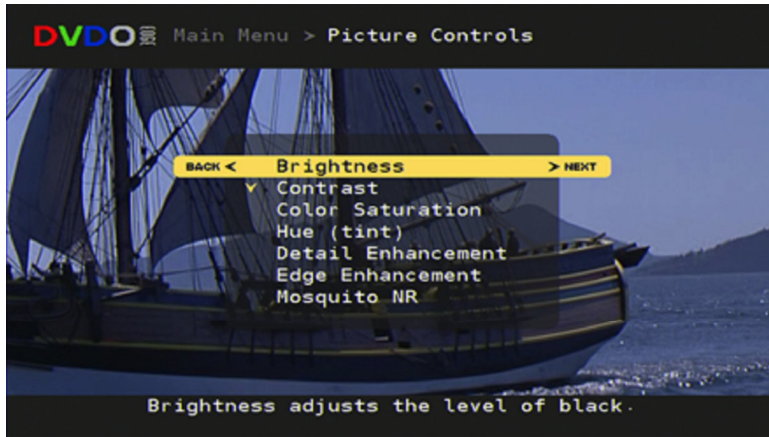 DVDO Main Menu > Picture Controls
BACK < Brightness > NEXT
Contrast
Color Saturation
Hue (tint)
Detail Enhancement
Edge Enhancement
Mosquito NR
Brightness adjusts the level of black.